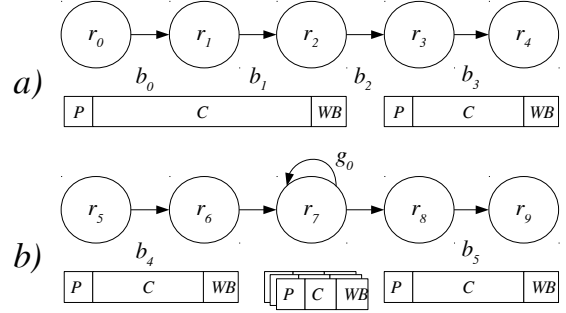 r0 r1 r2 r3 r4
a) b0 b1 b2 b3
P C WB P C WB
g0
r5 r6 r7 r8 r9
b) b4 b5
P C WB P C WB P C WB